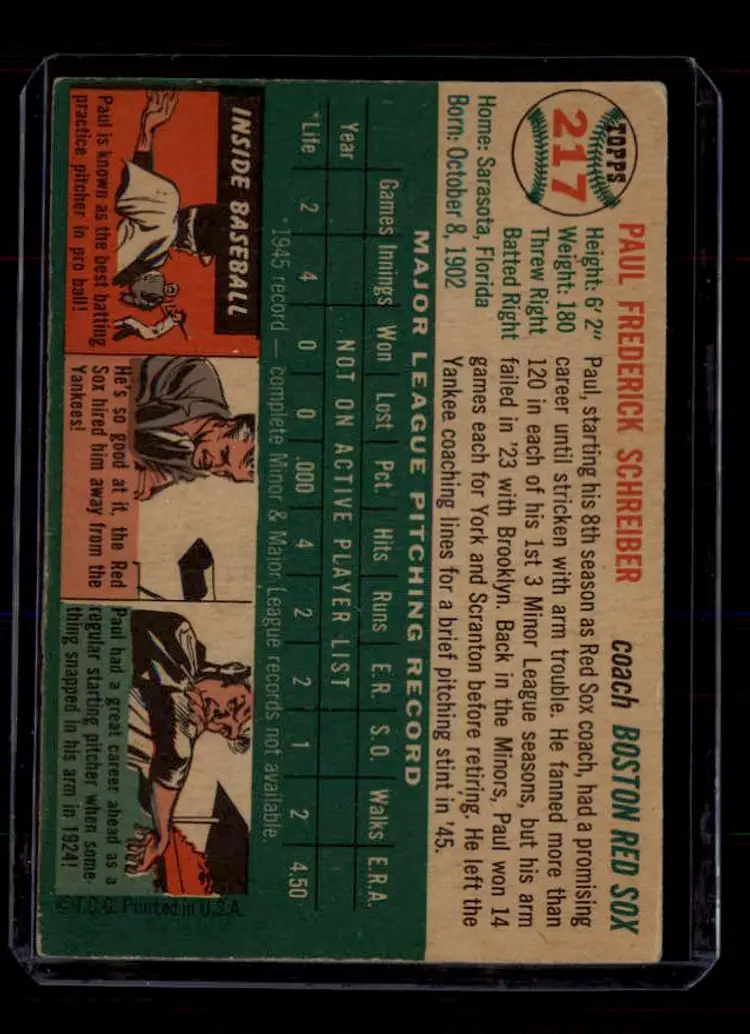 TOPPS
217
PAUL FREDERICK SCHREIBER coach BOSTON RED SOX
Height: 6' 2"
Weight: 180
Threw Right
Batted Right
Home: Sarasota, Florida
Born: October 8, 1902
Paul, starting his 8th season as Red Sox coach, had a promising
career until stricken with arm trouble. He fanned more than
120 in each of his 1st 3 Minor League seasons, but his arm
failed in '23 with Brooklyn. Back in the Minors, Paul won 14
games each for York and Scranton before retiring. He left the
Yankee coaching lines for a brief pitching stint in '45.
MAJOR LEAGUE PITCHING RECORD
Games Innings Won Lost Pct. Hits Runs E.R. S.O. Walks E.R.A.
Year NOT ON ACTIVE PLAYER LIST
*Life 2 4 0 0 .000 4 2 2 1 2 4.50
*1945 record — complete Minor & Major League records not available.
INSIDE BASEBALL
Paul is known as the best batting
practice pitcher in pro ball!
He's so good at it, the Red
Sox hired him away from the
Yankees!
Paul had a great career ahead as a
regular starting pitcher when some-
thing snapped in his arm in 1924!
© T.C.G. Printed in U.S.A.